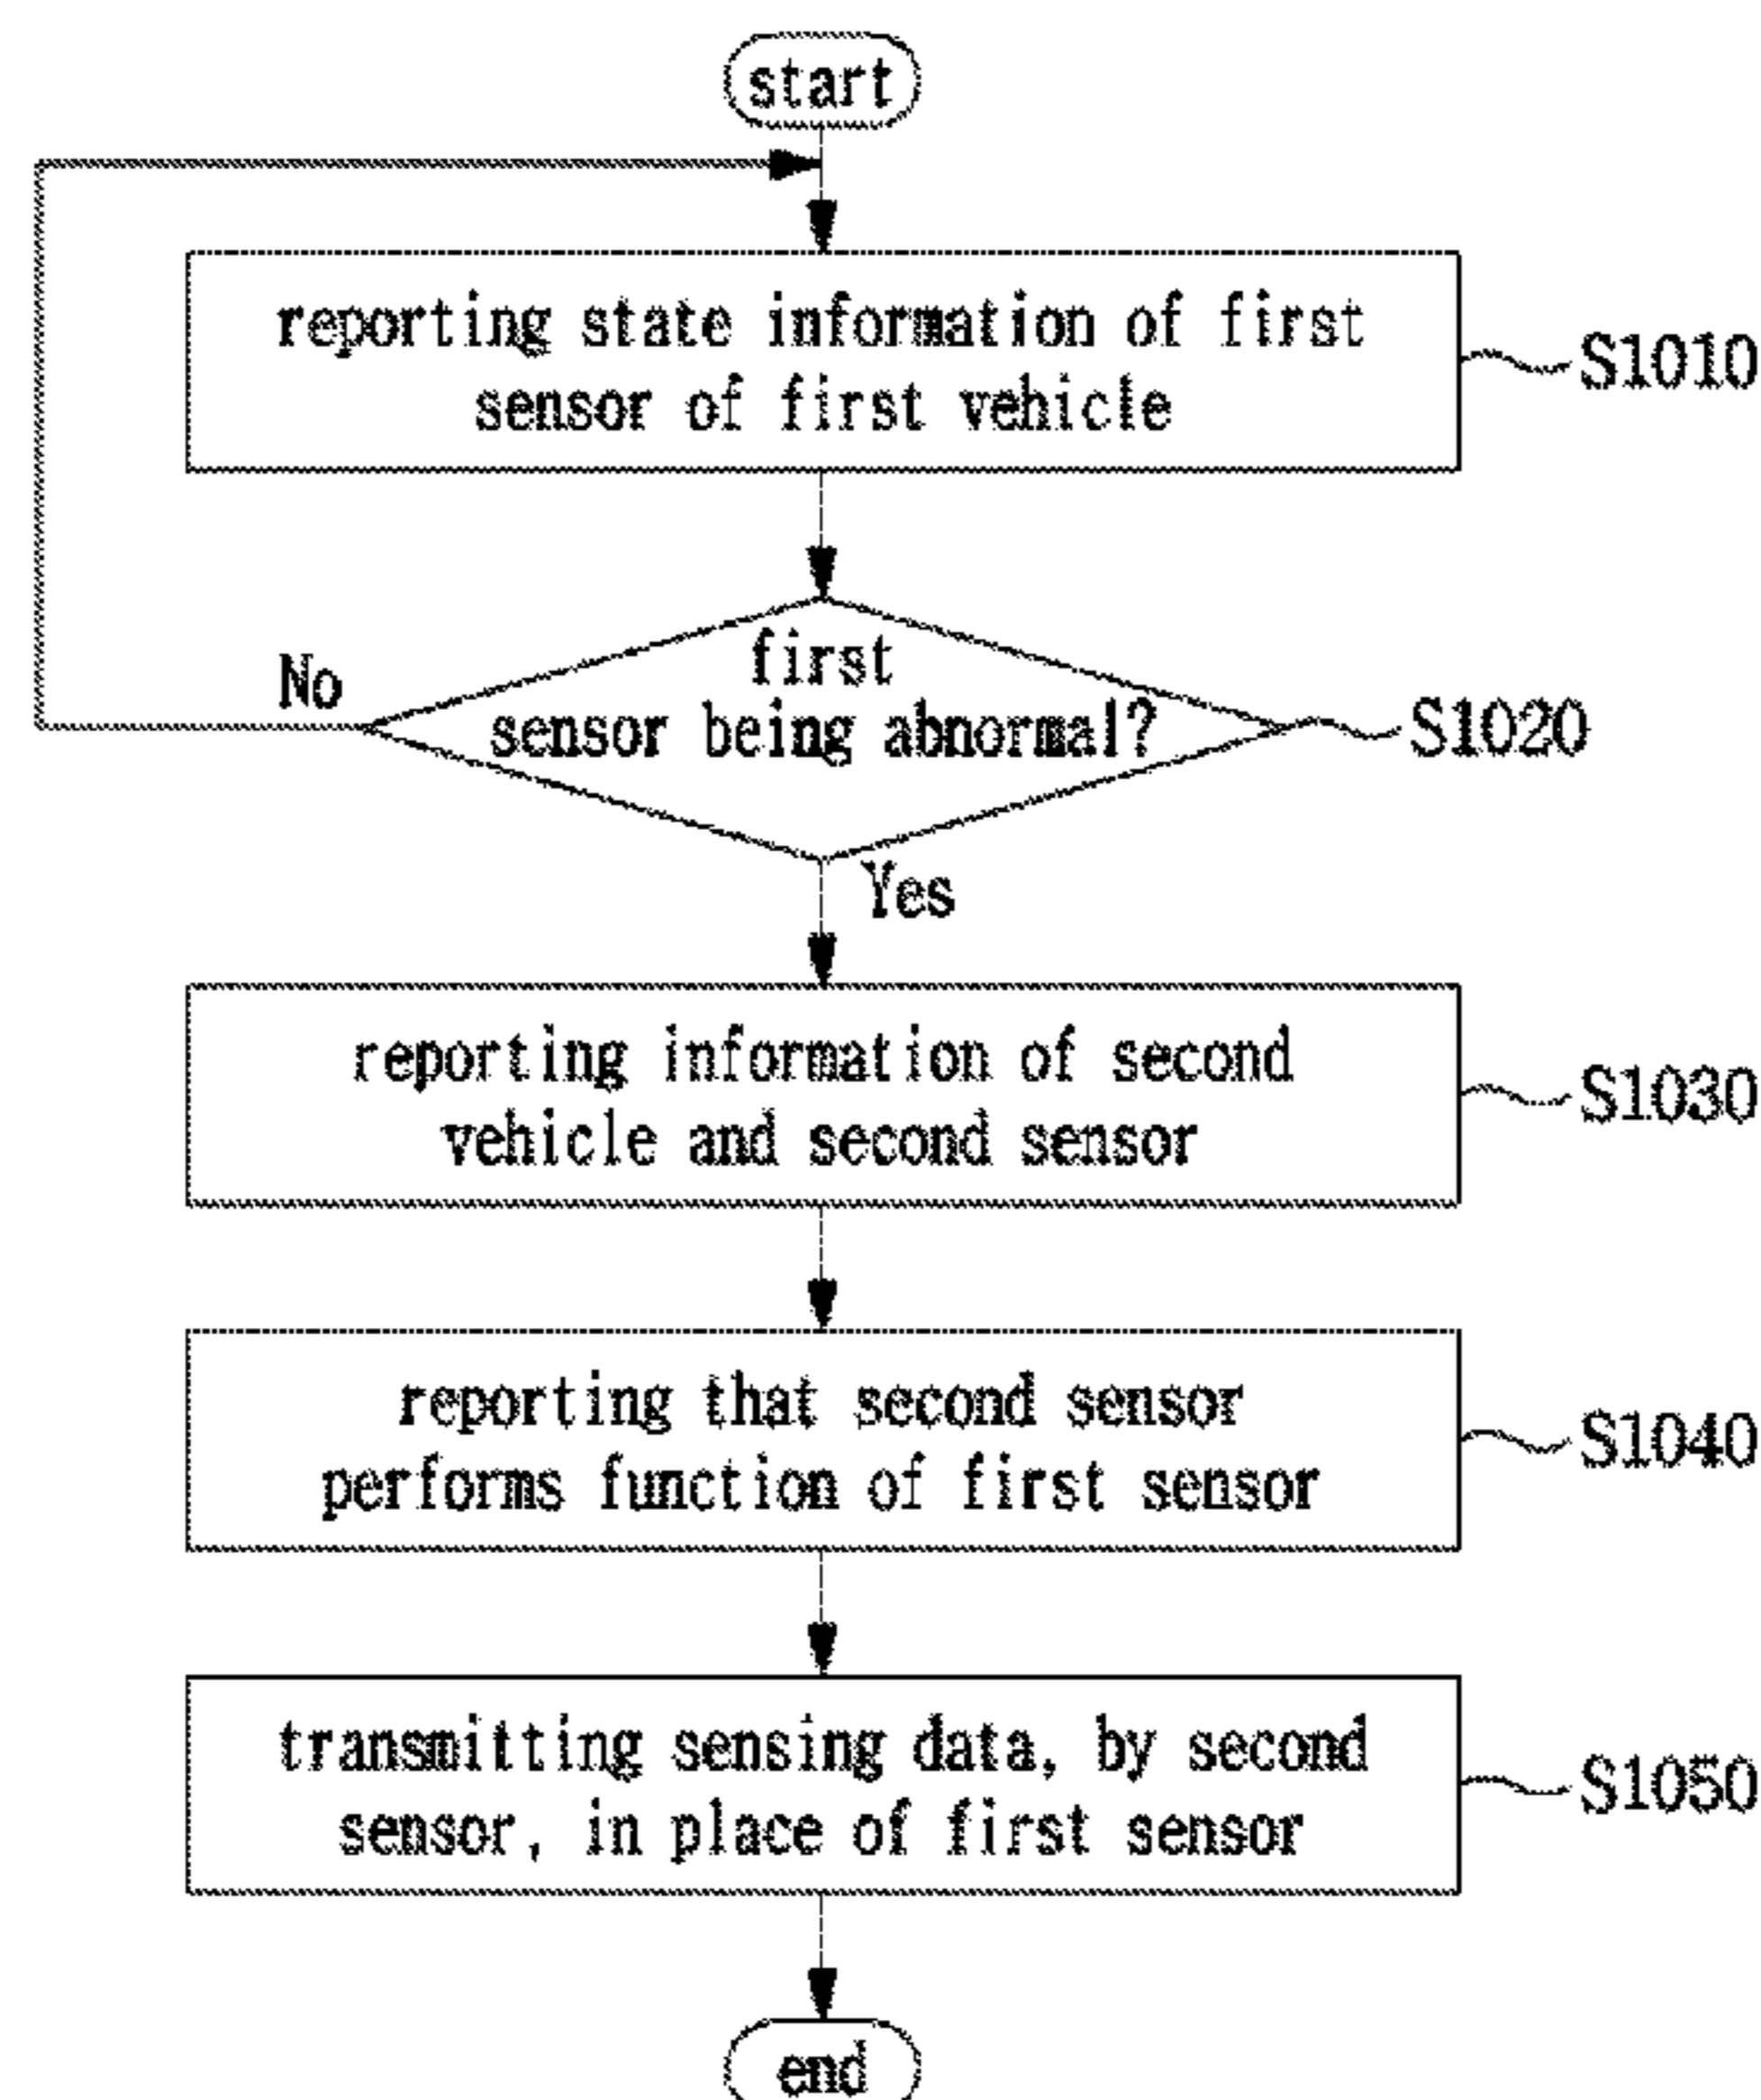 start
reporting state information of first
sensor of first vehicle
S1010
first
sensor being abnormal?
No
S1020
Yes
reporting information of second
vehicle and second sensor
S1030
reporting that second sensor
performs function of first sensor
S1040
transmitting sensing data, by second
sensor, in place of first sensor
S1050
end